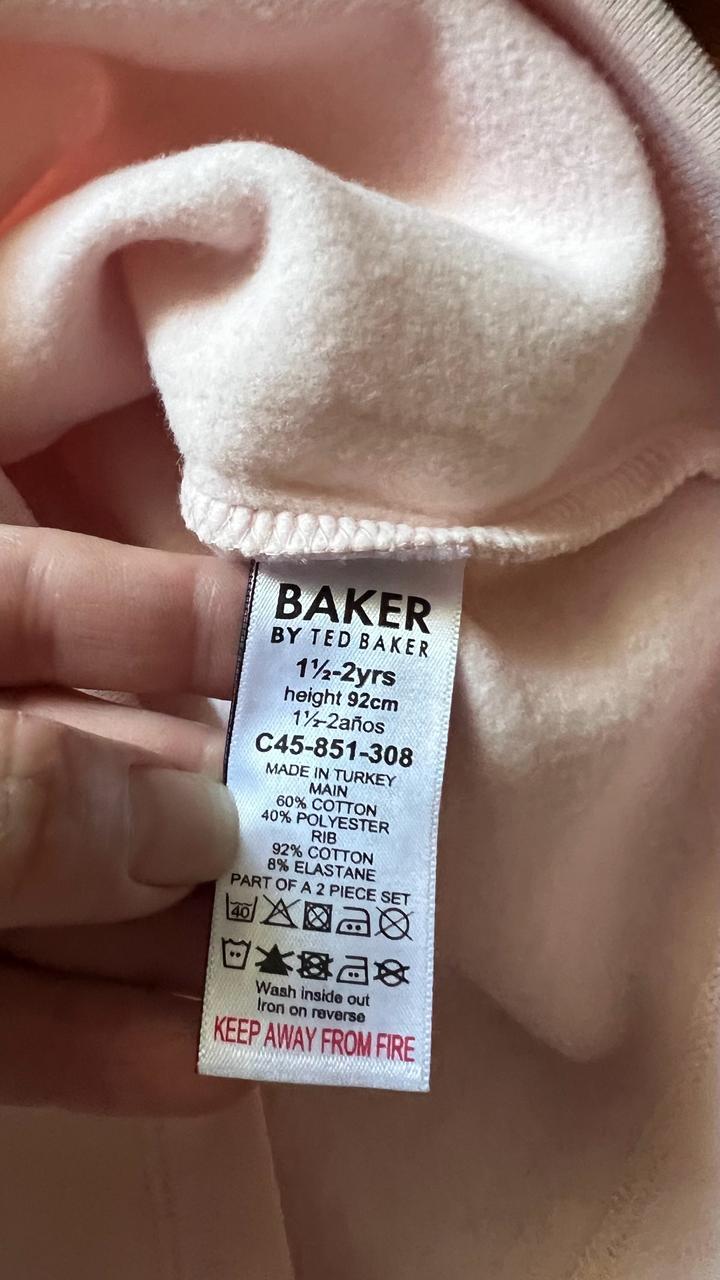 BAKER
BY TED BAKER
1½-2yrs
height 92cm
1½-2años
C45-851-308
MADE IN TURKEY
MAIN
60% COTTON
40% POLYESTER
RIB
92% COTTON
8% ELASTANE
PART OF A 2 PIECE SET
40
Wash inside out
Iron on reverse
KEEP AWAY FROM FIRE